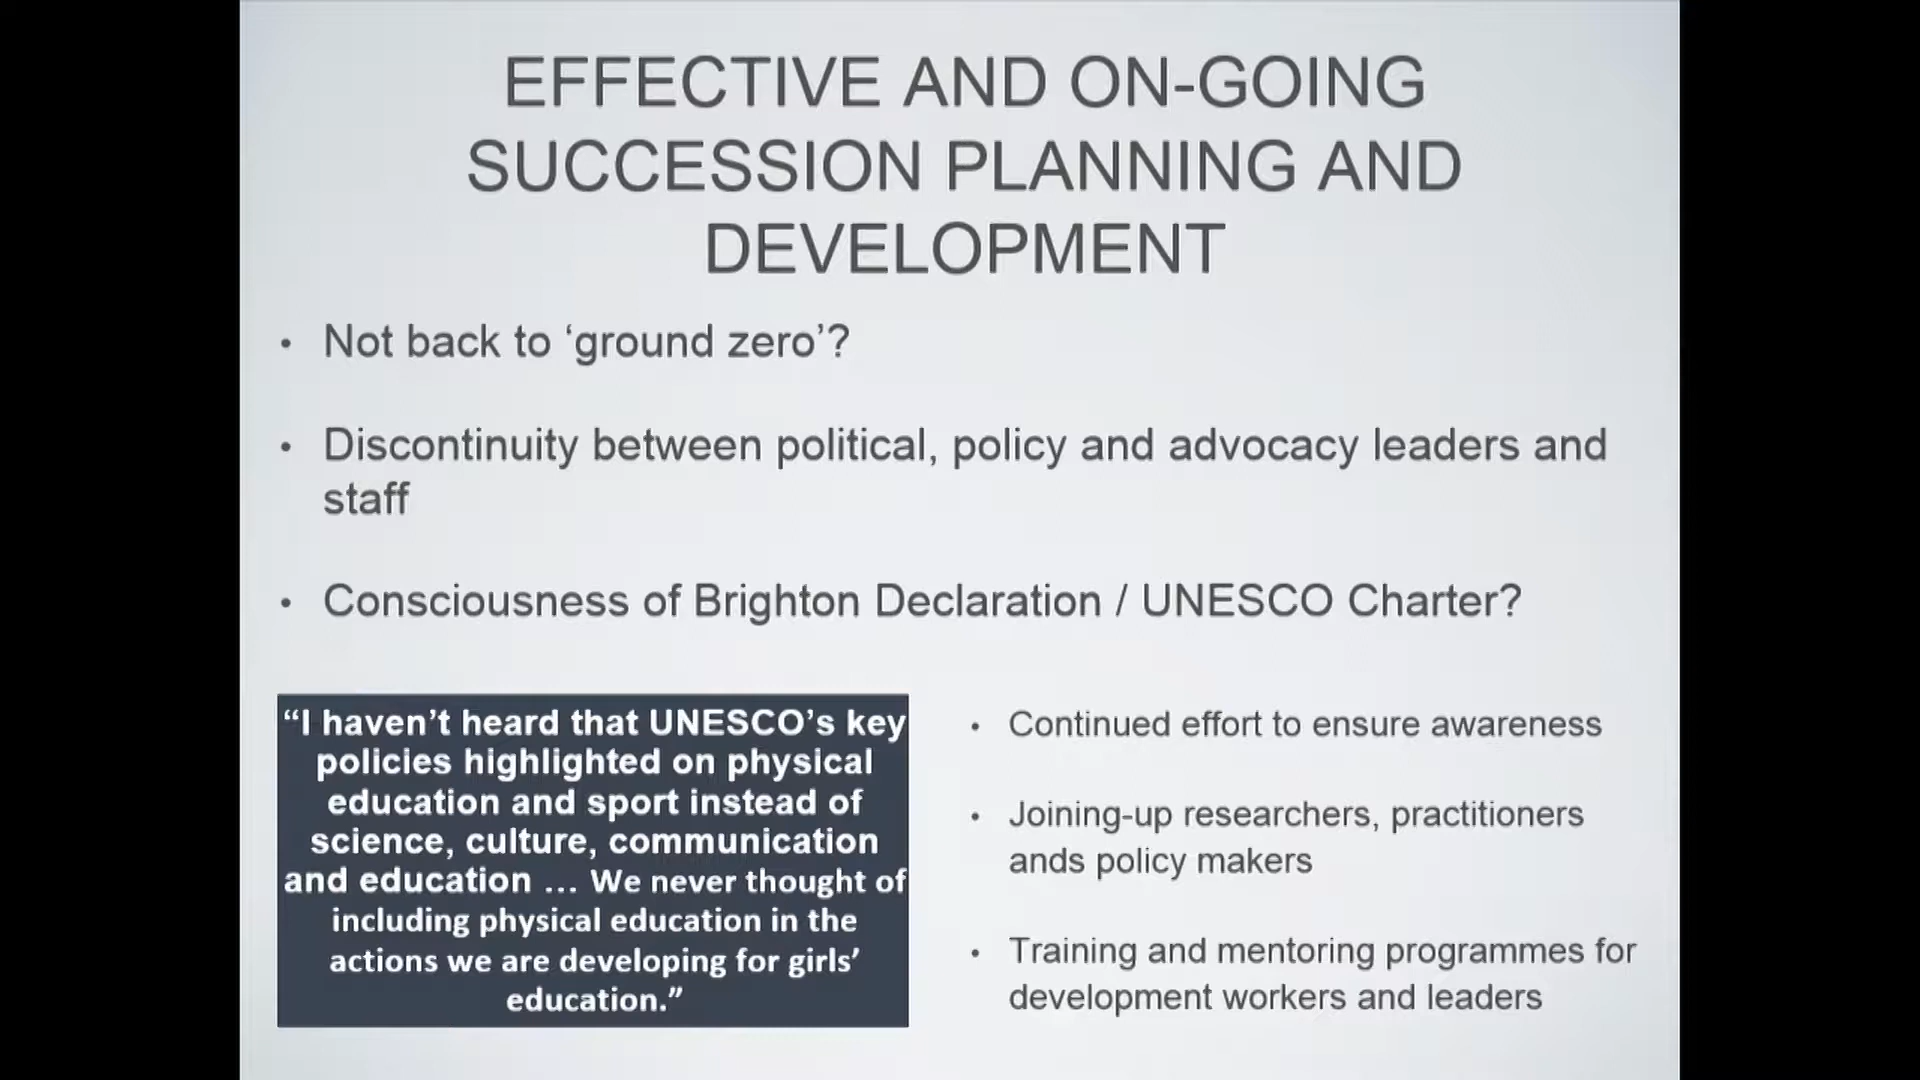 EFFECTIVE AND ON-GOING
SUCCESSION PLANNING AND
DEVELOPMENT
• Not back to ‘ground zero’?
• Discontinuity between political, policy and advocacy leaders and
staff
• Consciousness of Brighton Declaration / UNESCO Charter?
“I haven’t heard that UNESCO’s key
policies highlighted on physical
education and sport instead of
science, culture, communication
and education … We never thought of
including physical education in the
actions we are developing for girls’
education.”
• Continued effort to ensure awareness
• Joining-up researchers, practitioners
ands policy makers
• Training and mentoring programmes for
development workers and leaders